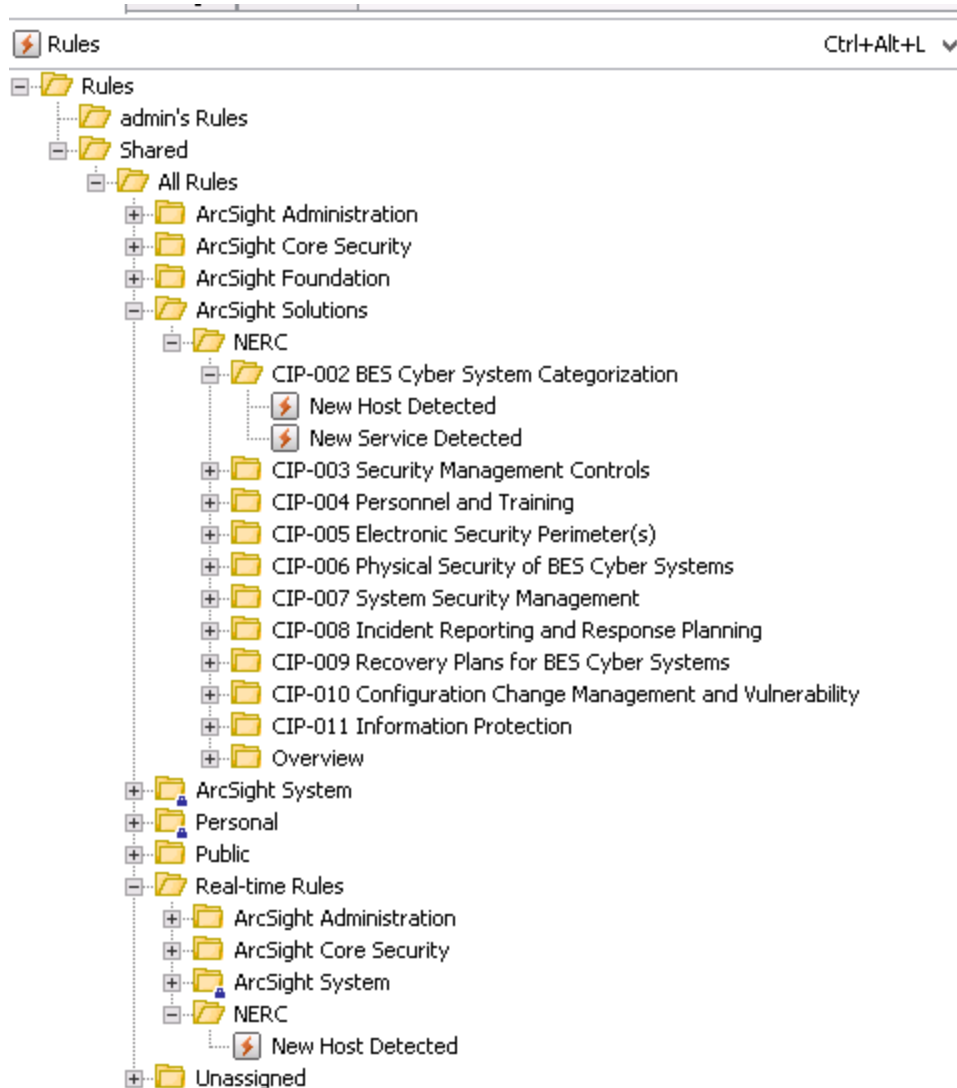 Rules Ctrl+Alt+L
Rules
admin's Rules
Shared
All Rules
ArcSight Administration
ArcSight Core Security
ArcSight Foundation
ArcSight Solutions
NERC
CIP-002 BES Cyber System Categorization
New Host Detected
New Service Detected
CIP-003 Security Management Controls
CIP-004 Personnel and Training
CIP-005 Electronic Security Perimeter(s)
CIP-006 Physical Security of BES Cyber Systems
CIP-007 System Security Management
CIP-008 Incident Reporting and Response Planning
CIP-009 Recovery Plans for BES Cyber Systems
CIP-010 Configuration Change Management and Vulnerability
CIP-011 Information Protection
Overview
ArcSight System
Personal
Public
Real-time Rules
ArcSight Administration
ArcSight Core Security
ArcSight System
NERC
New Host Detected
Unassigned